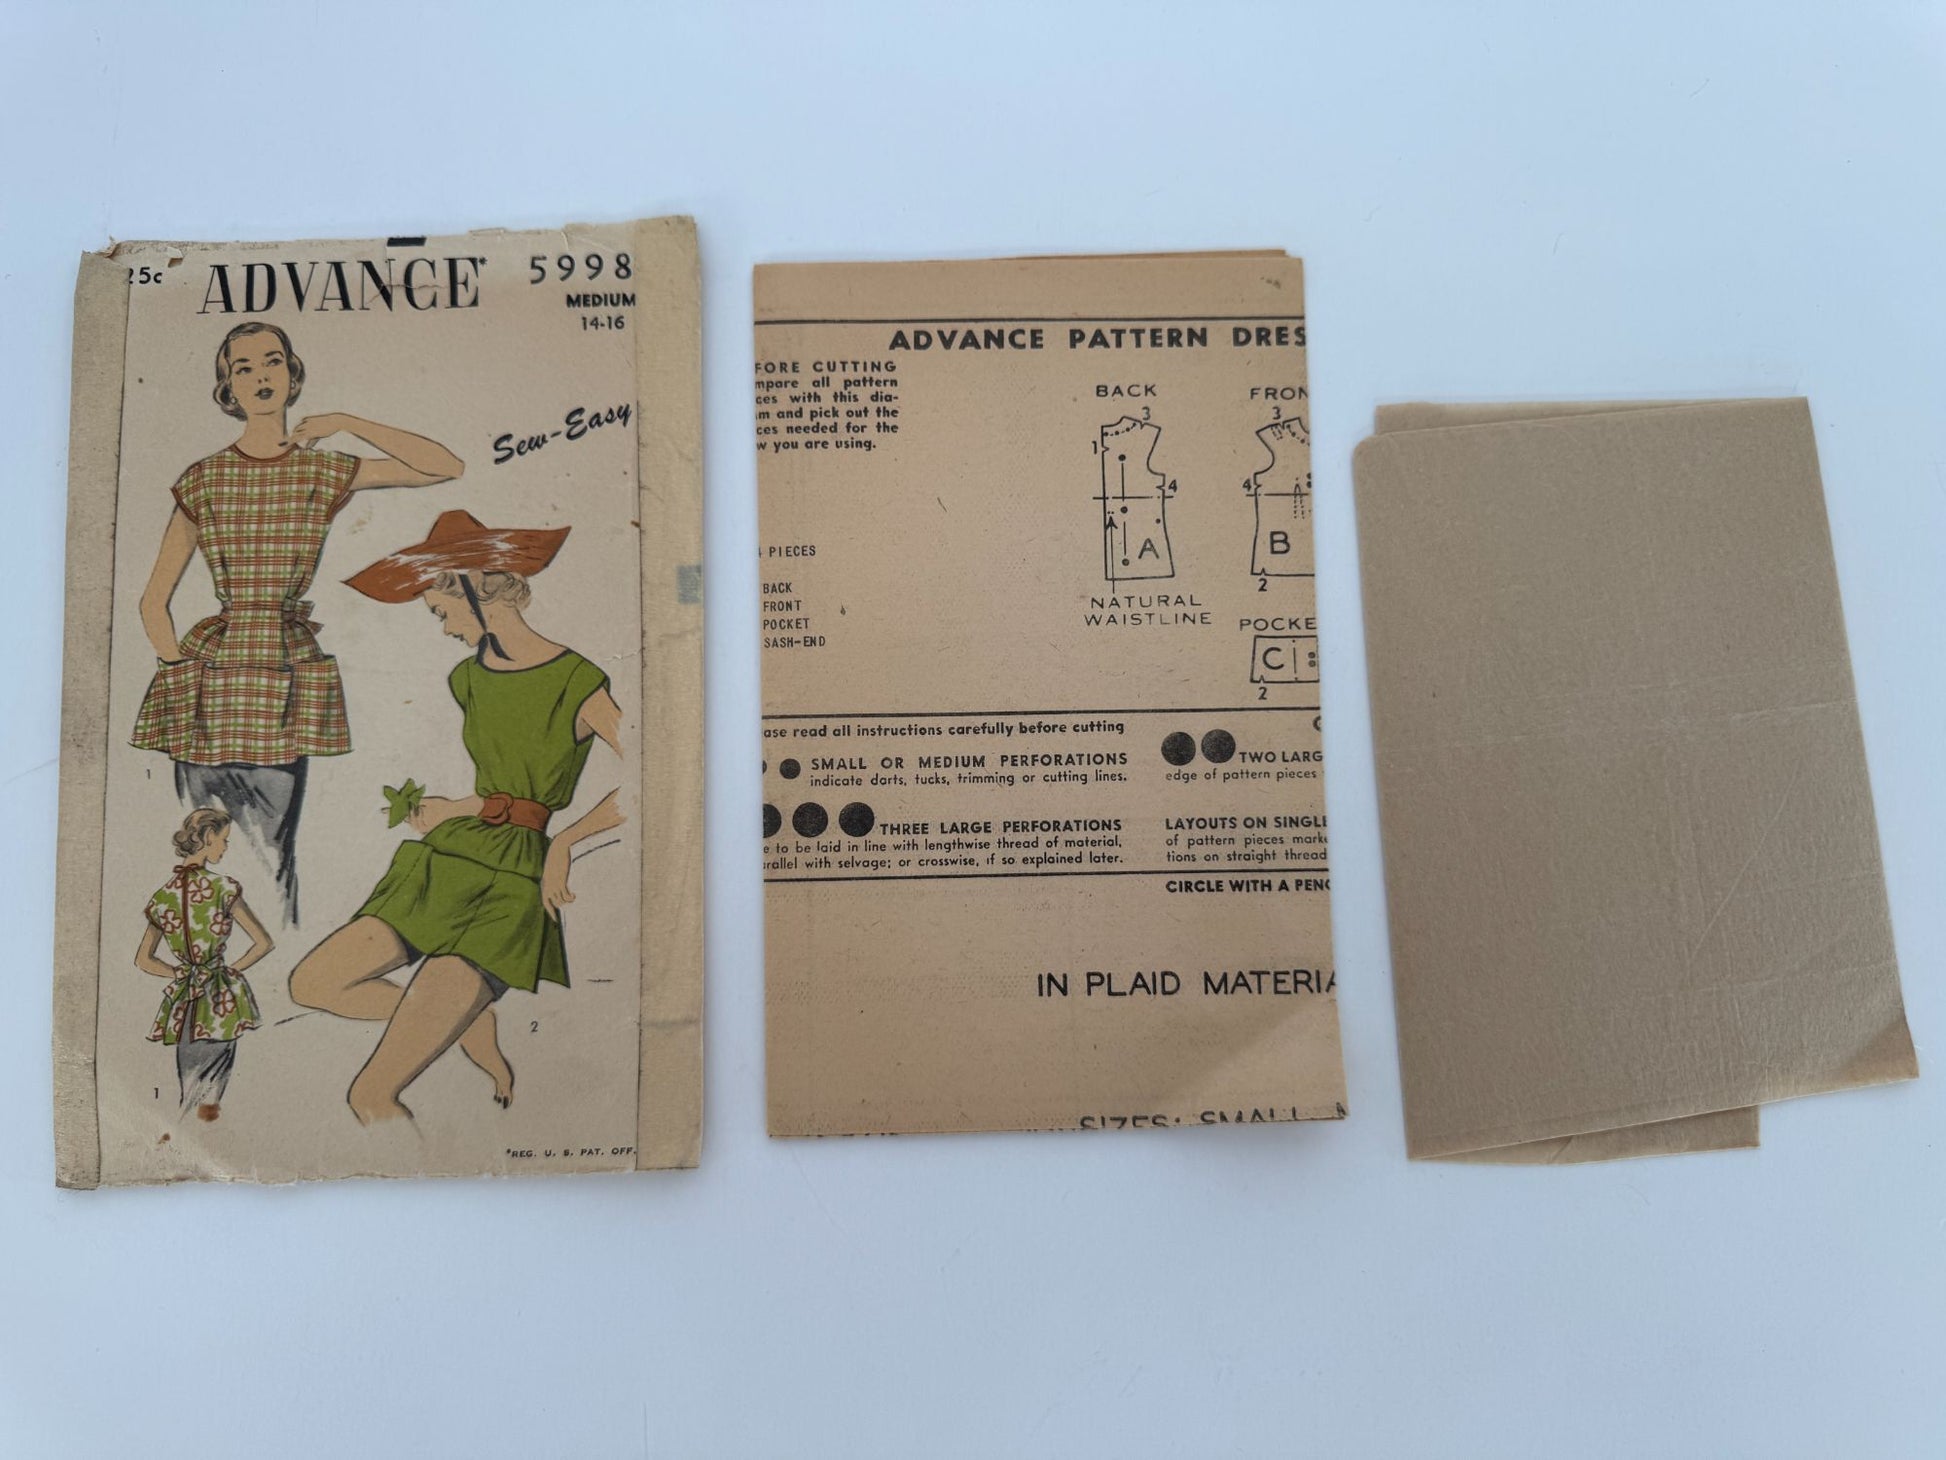 25c ADVANCE* 5998
MEDIUM
14-16
Sew-Easy
1
2
1
*REG. U. S. PAT. OFF.
ADVANCE PATTERN DRES
FORE CUTTING
mpare all pattern
ces with this dia-
m and pick out the
ces needed for the
w you are using.
4 PIECES
BACK
FRONT
POCKET
SASH-END
BACK
3
1
4
A
NATURAL
WAISTLINE
FRON
3
4
B
2
POCKE
C
2
ase read all instructions carefully before cutting
SMALL OR MEDIUM PERFORATIONS
indicate darts, tucks, trimming or cutting lines.
THREE LARGE PERFORATIONS
e to be laid in line with lengthwise thread of material,
rallel with selvage; or crosswise, if so explained later.
TWO LARG
edge of pattern pieces
LAYOUTS ON SINGLE
of pattern pieces marke
tions on straight thread
CIRCLE WITH A PENC
IN PLAID MATERIA
SIZES: SMALL